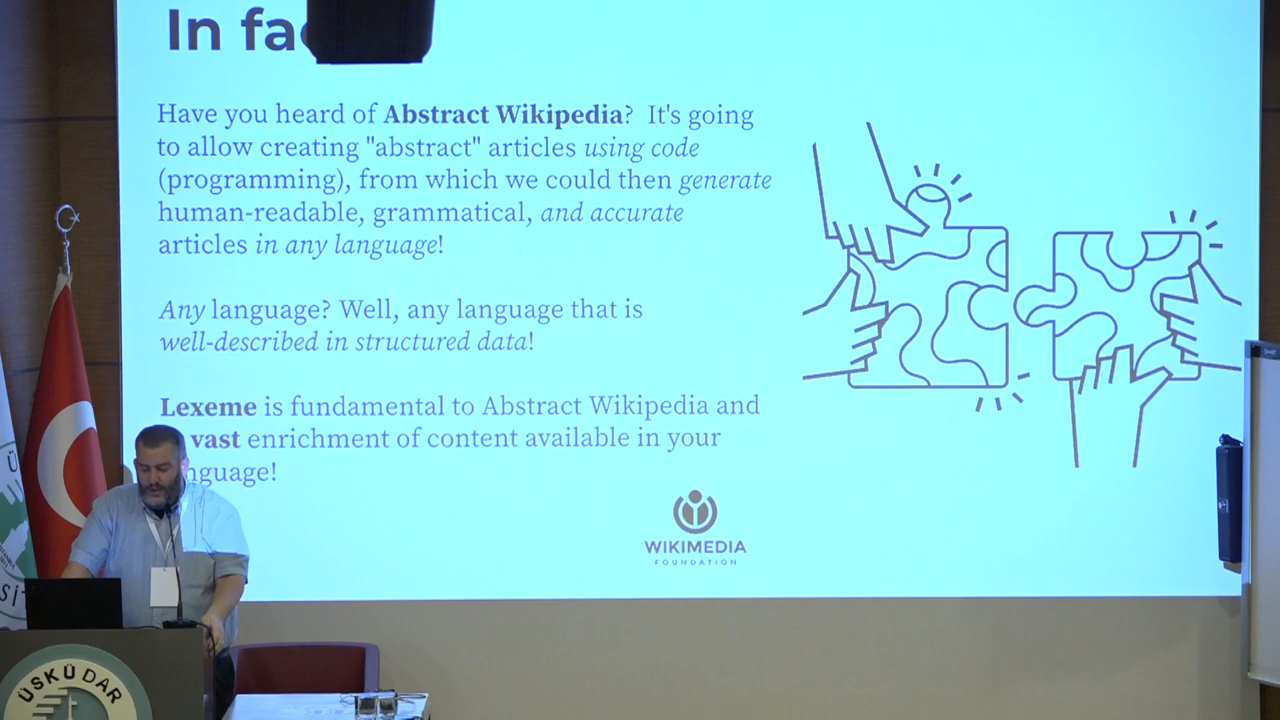 In fa
Have you heard of Abstract Wikipedia? It's going
to allow creating "abstract" articles using code
(programming), from which we could then generate
human-readable, grammatical, and accurate
articles in any language!
Any language? Well, any language that is
well-described in structured data!
Lexeme is fundamental to Abstract Wikipedia and
vast enrichment of content available in your
nguage!
WIKIMEDIA
FOUNDATION
ÜSKÜDAR